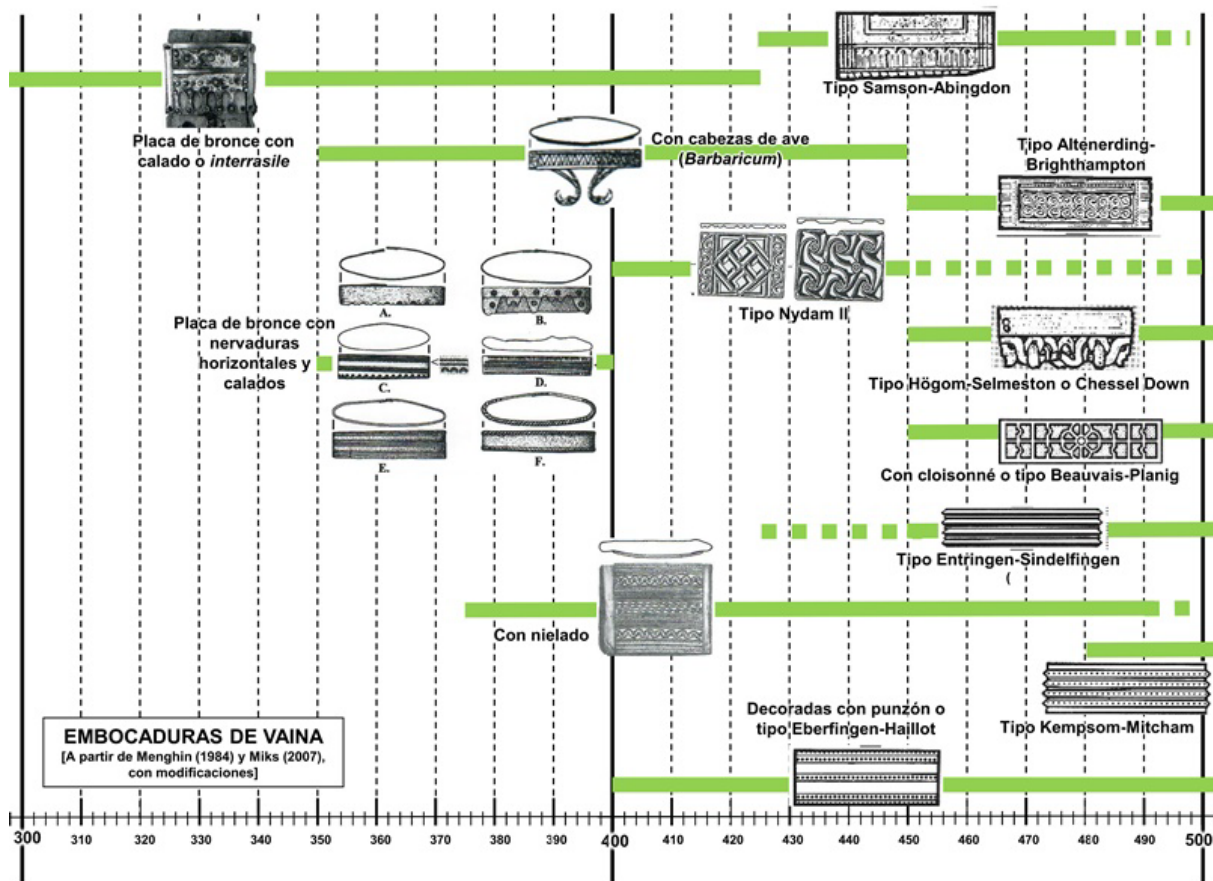 Tipo Samson-Abingdon
Placa de bronce con
calado o interrasile
Con cabezas de ave
(Barbaricum)
Tipo Altenerding-
Brighthampton
Tipo Nydam II
A.
B.
Placa de bronce con
nervaduras
horizontales y
calados
C.
D.
E.
F.
8
Tipo Högom-Selmeston o Chessel Down
Con cloisonné o tipo Beauvais-Planig
Tipo Entringen-Sindelfingen
(
Con nielado
Tipo Kempsom-Mitcham
Decoradas con punzón o
tipo Eberfingen-Haillot
EMBOCADURAS DE VAINA
[A partir de Menghin (1984) y Miks (2007),
con modificaciones]
300 310 320 330 340 350 360 370 380 390 400 410 420 430 440 450 460 470 480 490 500